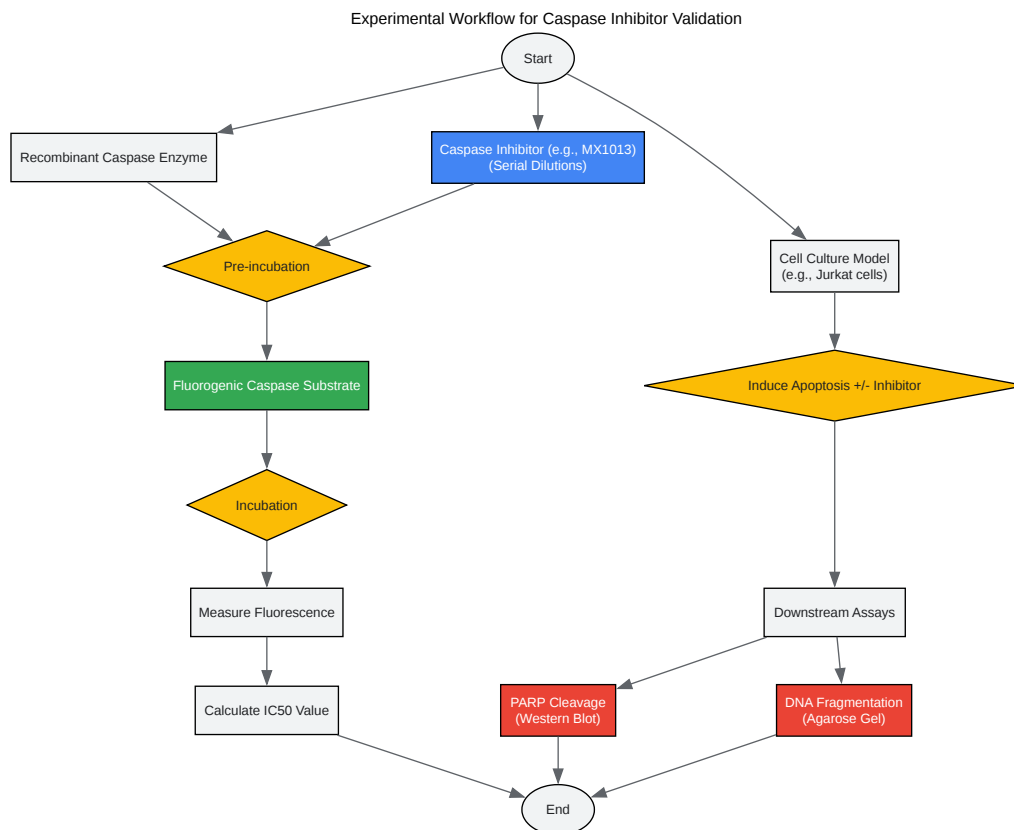 Experimental Workflow for Caspase Inhibitor Validation
Start
Recombinant Caspase Enzyme
Caspase Inhibitor (e.g., MX1013)
(Serial Dilutions)
Cell Culture Model
(e.g., Jurkat cells)
Pre-incubation
Fluorogenic Caspase Substrate
Induce Apoptosis +/- Inhibitor
Incubation
Measure Fluorescence
Downstream Assays
Calculate IC50 Value
PARP Cleavage
(Western Blot)
DNA Fragmentation
(Agarose Gel)
End